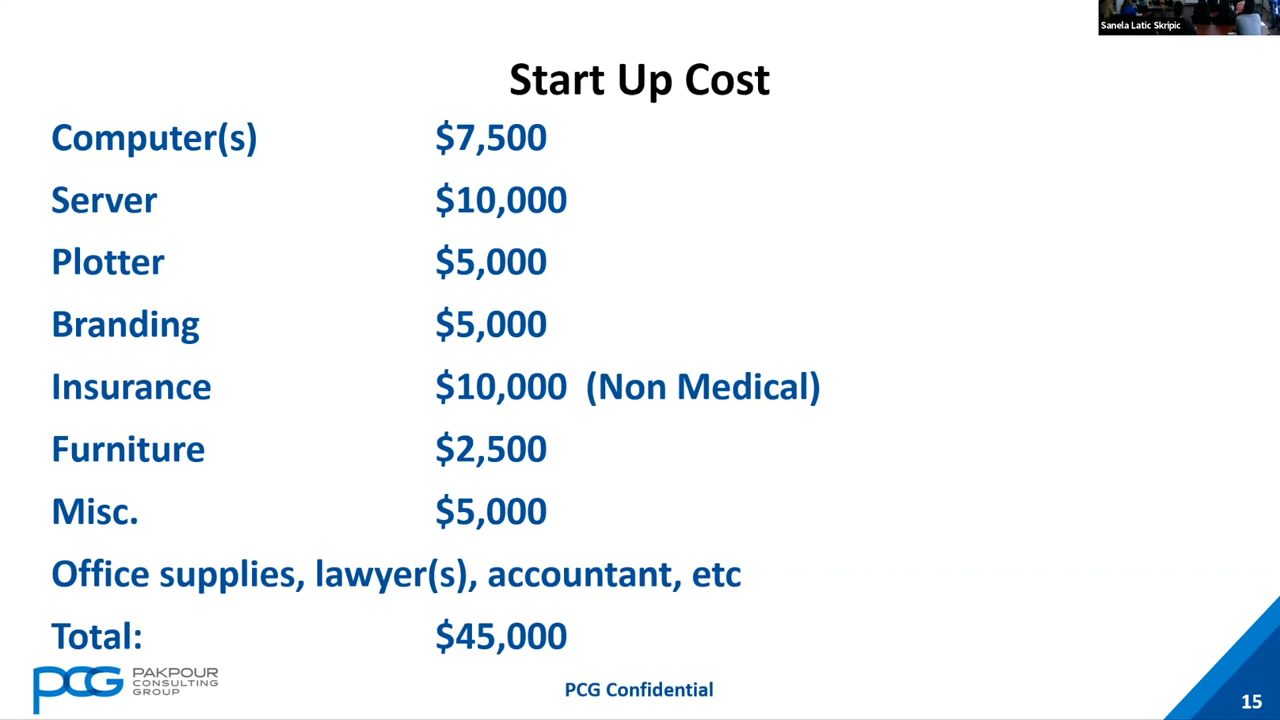 Sanela Latic Skripic
Start Up Cost
Computer(s) $7,500
Server $10,000
Plotter $5,000
Branding $5,000
Insurance $10,000 (Non Medical)
Furniture $2,500
Misc. $5,000
Office supplies, lawyer(s), accountant, etc
Total: $45,000
PCG PAKPOUR
CONSULTING
GROUP
PCG Confidential
15